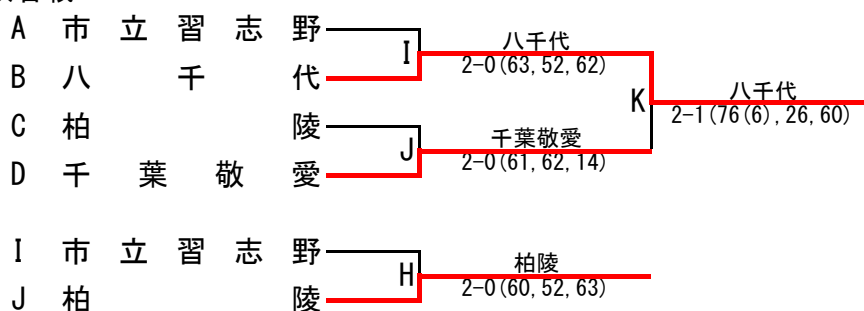 A 市立習志野
B 八千代
C 柏陵
D 千葉敬愛
I
八千代
2-0(63,52,62)
J
千葉敬愛
2-0(61,62,14)
K
八千代
2-1(76(6),26,60)
I 市立習志野
J 柏陵
H
柏陵
2-0(60,52,63)